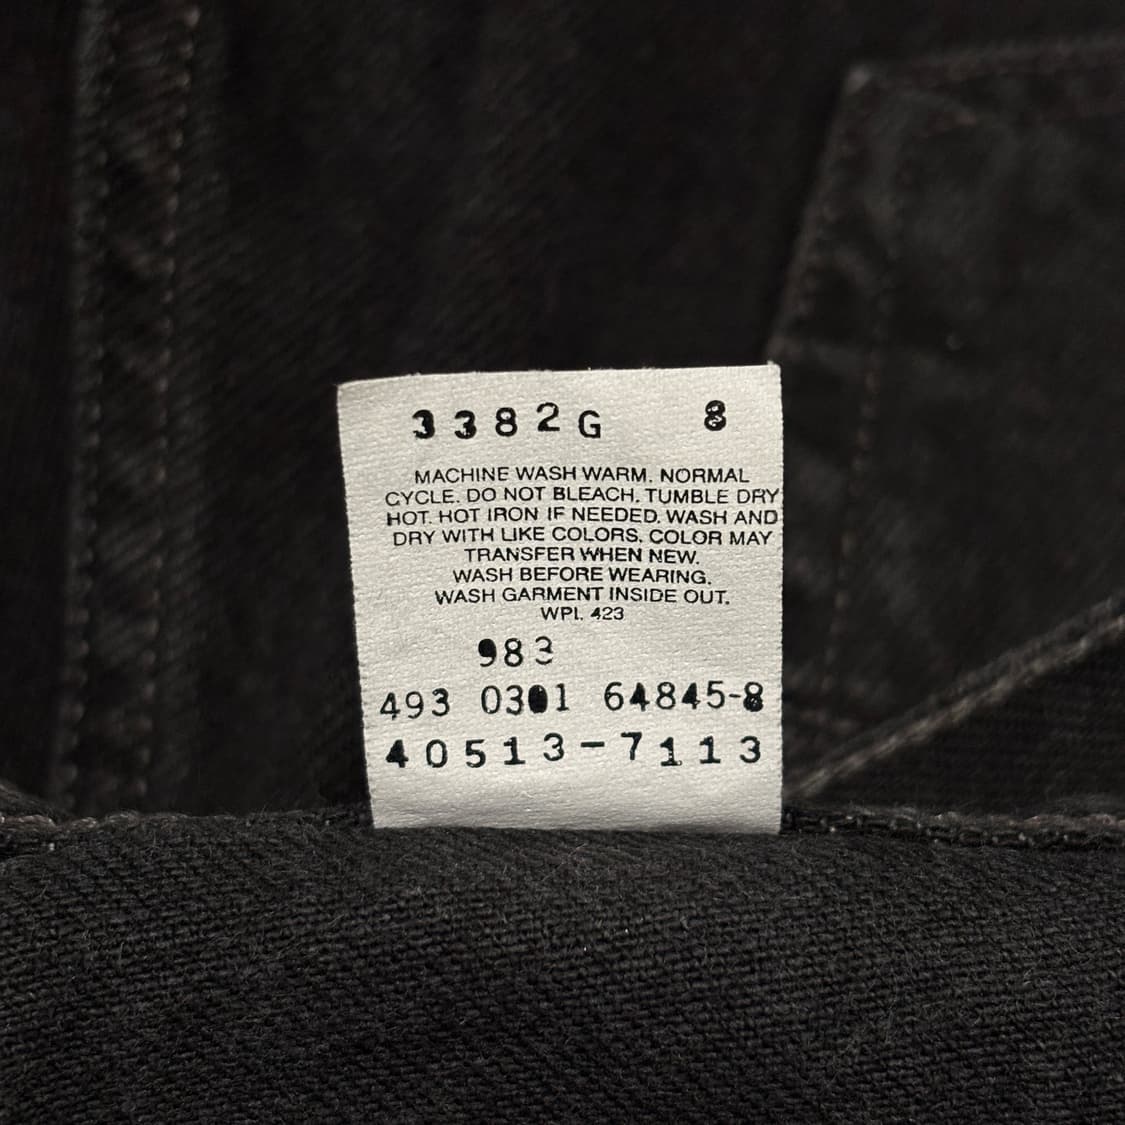 3382G 8
MACHINE WASH WARM. NORMAL
CYCLE. DO NOT BLEACH. TUMBLE DRY
HOT. HOT IRON IF NEEDED. WASH AND
DRY WITH LIKE COLORS. COLOR MAY
TRANSFER WHEN NEW.
WASH BEFORE WEARING.
WASH GARMENT INSIDE OUT.
WPL 423
983
493 0301 64845-8
40513-7113